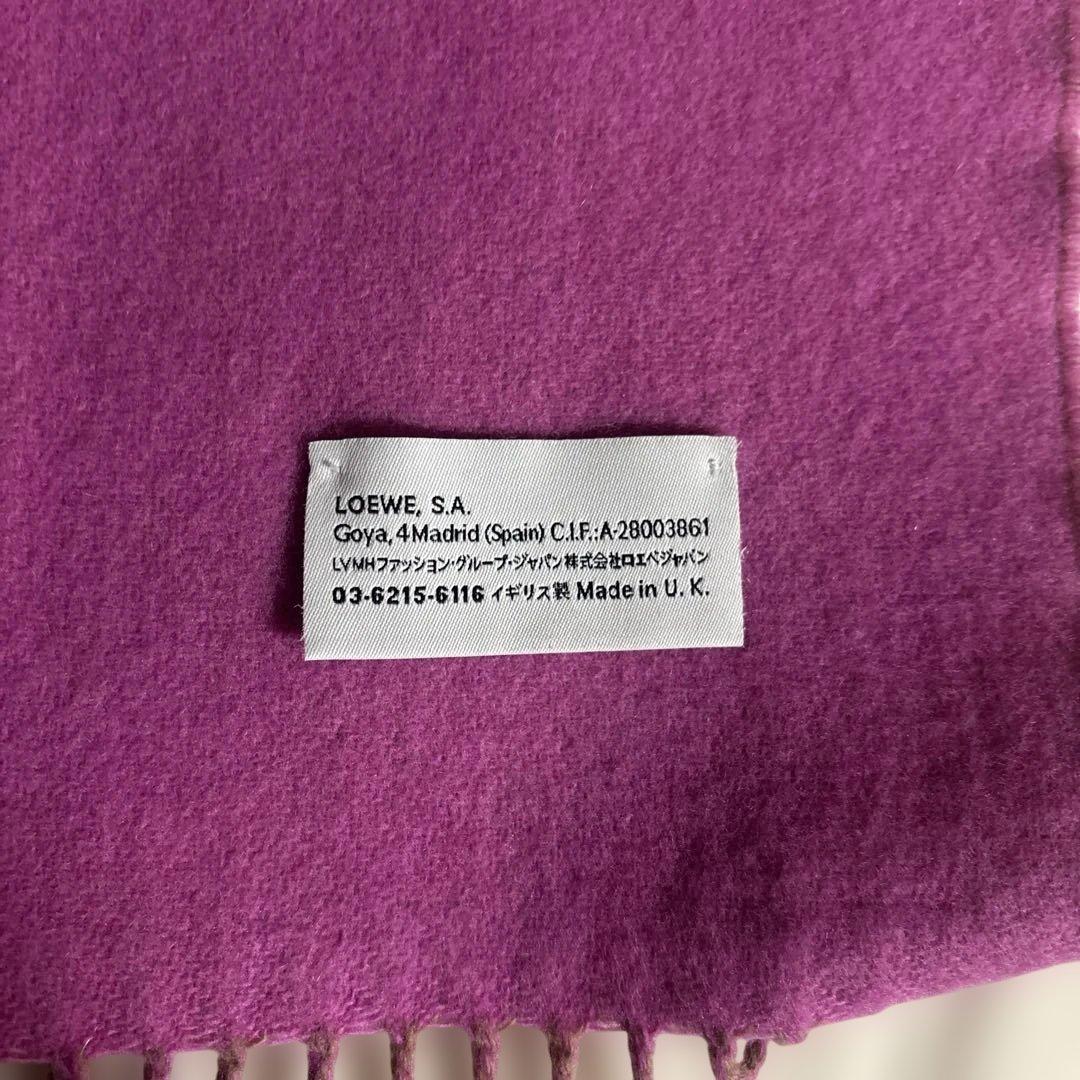 LOEWE, S.A.
Goya, 4 Madrid (Spain) C.I.F.:A-28003861
LVMHファッション・グループ・ジャパン株式会社ロエベジャパン
03-6215-6116 イギリス製 Made in U. K.